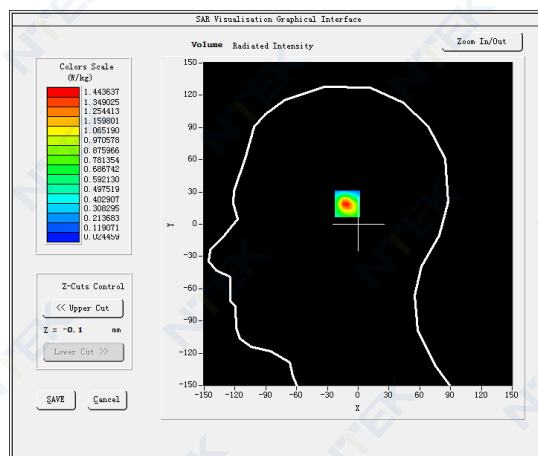 SAR Visualisation Graphical Interface
Volume Radiated Intensity
Zoom In/Out
Colors Scale
(W/kg)
1.443637
1.349025
1.254413
1.159801
1.065190
0.970578
0.875966
0.781354
0.686742
0.592130
0.497519
0.402907
0.308295
0.213683
0.119071
0.024459
Z-Cuts Control
<< Upper Cut
Z = -0.1 mm
Lower Cut >>
SAVE
Cancel
150
120
90
60
30
0
-30
-60
-90
-120
-150
Y
-150 -120 -90 -60 -30 0 30 60 90 120 150
X
NTEK